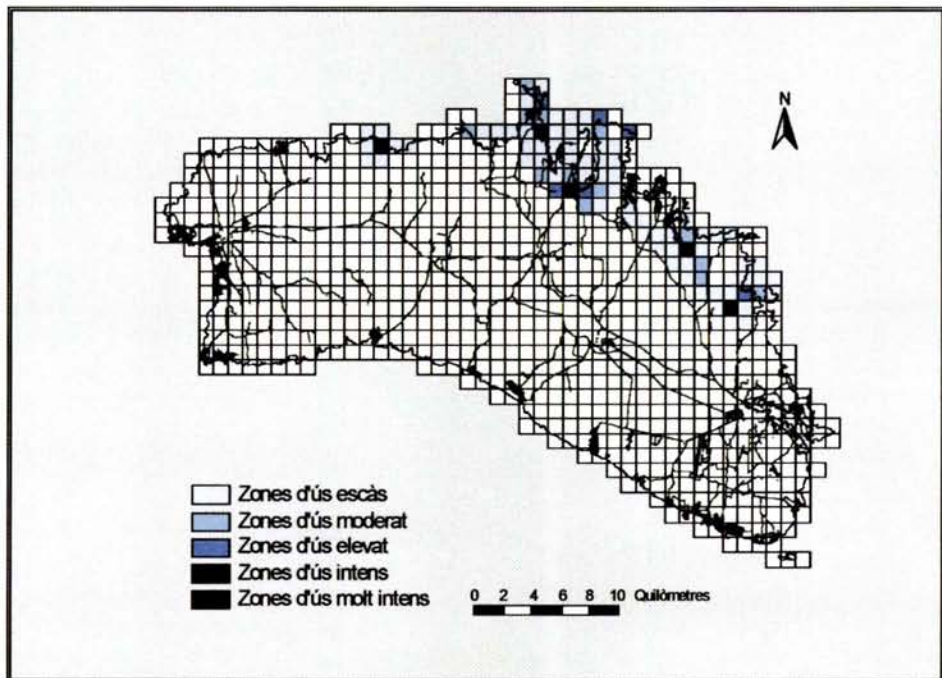 N
Zones d'ús escàs
Zones d'ús moderat
Zones d'ús elevat
Zones d'ús intens
Zones d'ús molt intens
0 2 4 6 8 10 Quilòmetres